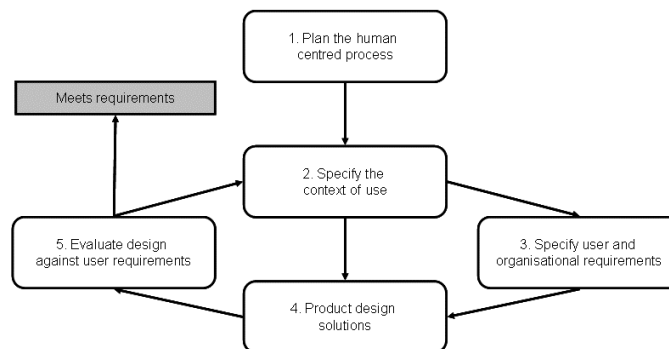 1. Plan the human
centred process
Meets requirements
2. Specify the
context of use
5. Evaluate design
against user requirements
3. Specify user and
organisational requirements
4. Product design
solutions